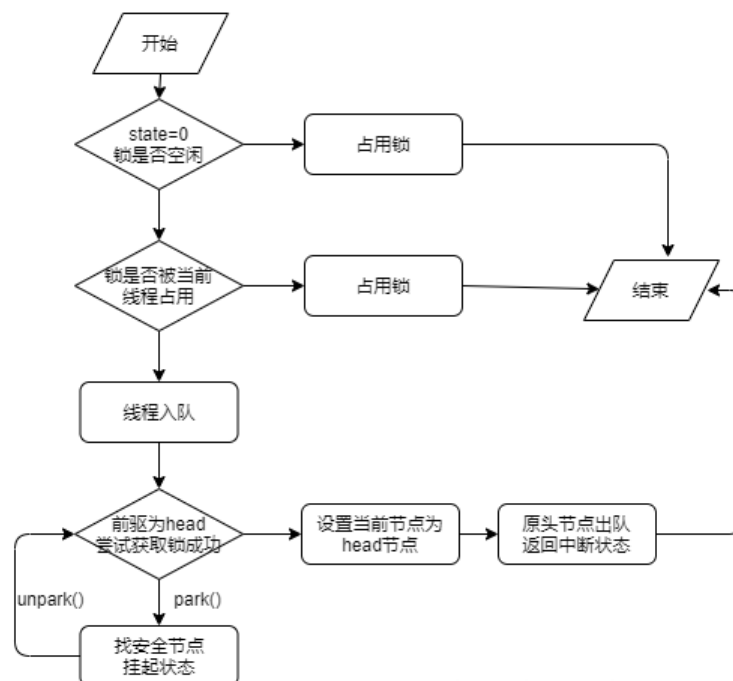 开始
state=0
锁是否空闲
占用锁
锁是否被当前
线程占用
占用锁
结束
线程入队
前驱为head
尝试获取锁成功
设置当前节点为
head节点
原头节点出队
返回中断状态
unpark()
park()
找安全节点
挂起状态